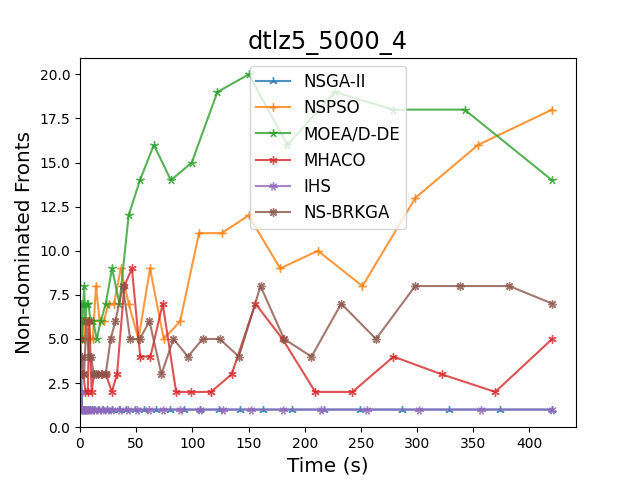 dtlz5_5000_4
Non-dominated Fronts
20.0
17.5
15.0
12.5
10.0
7.5
5.0
2.5
0.0
NSGA-II
NSPSO
MOEA/D-DE
MHACO
IHS
NS-BRKGA
0 50 100 150 200 250 300 350 400
Time (s)